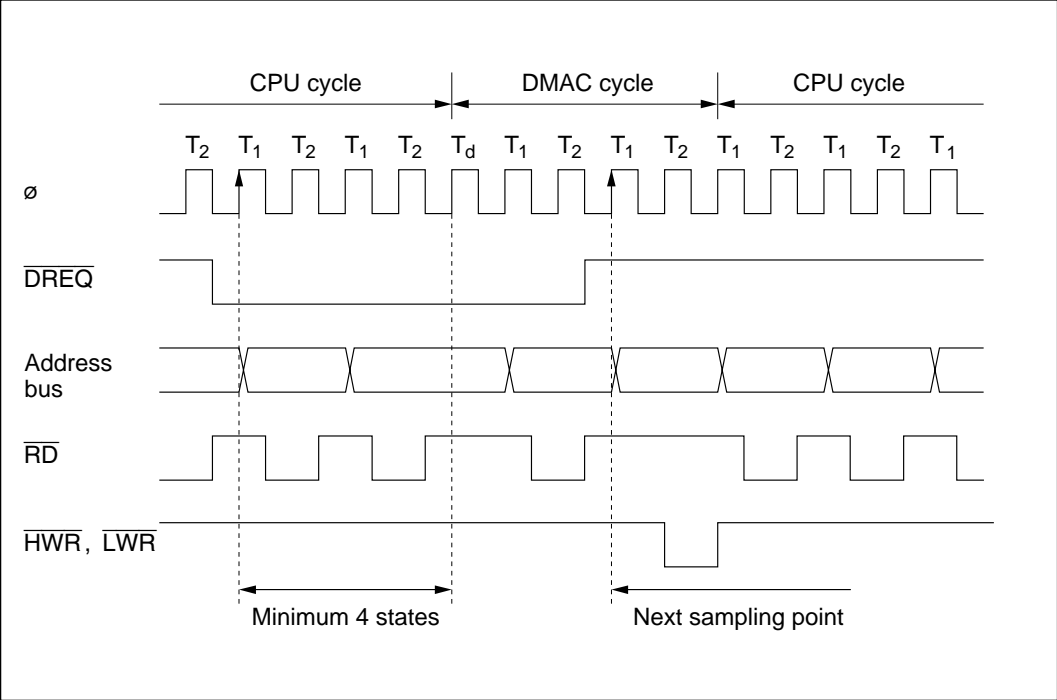 CPU cycle DMAC cycle CPU cycle
T2 T1 T2 T1 T2 Td T1 T2 T1 T2 T1 T2 T1 T2 T1
ø
DREQ
Address
bus
RD
HWR, LWR
Minimum 4 states Next sampling point